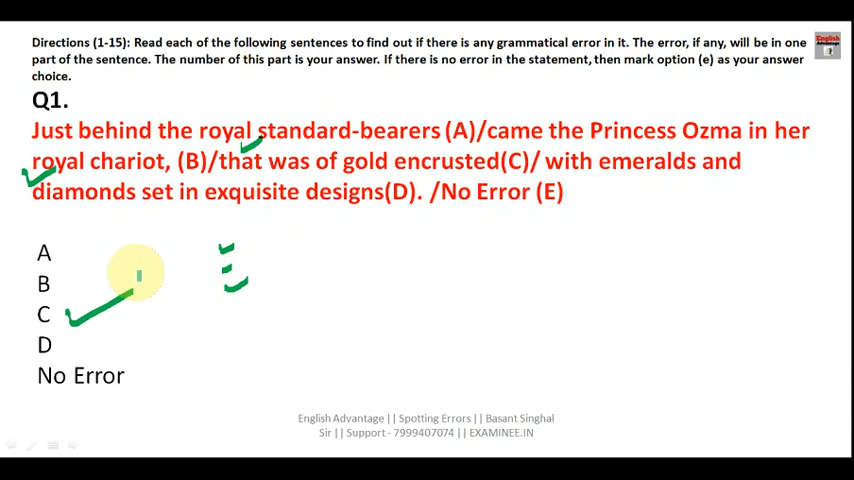 Directions (1-15): Read each of the following sentences to find out if there is any grammatical error in it. The error, if any, will be in one
part of the sentence. The number of this part is your answer. If there is no error in the statement, then mark option (e) as your answer
choice.
English
Advantage
Q1.
Just behind the royal standard-bearers (A)/came the Princess Ozma in her
royal chariot, (B)/that was of gold encrusted(C)/ with emeralds and
diamonds set in exquisite designs(D). /No Error (E)
A
B
C
D
No Error
English Advantage || Spotting Errors || Basant Singhal
Sir || Support - 7999407074 || EXAMINEE.IN